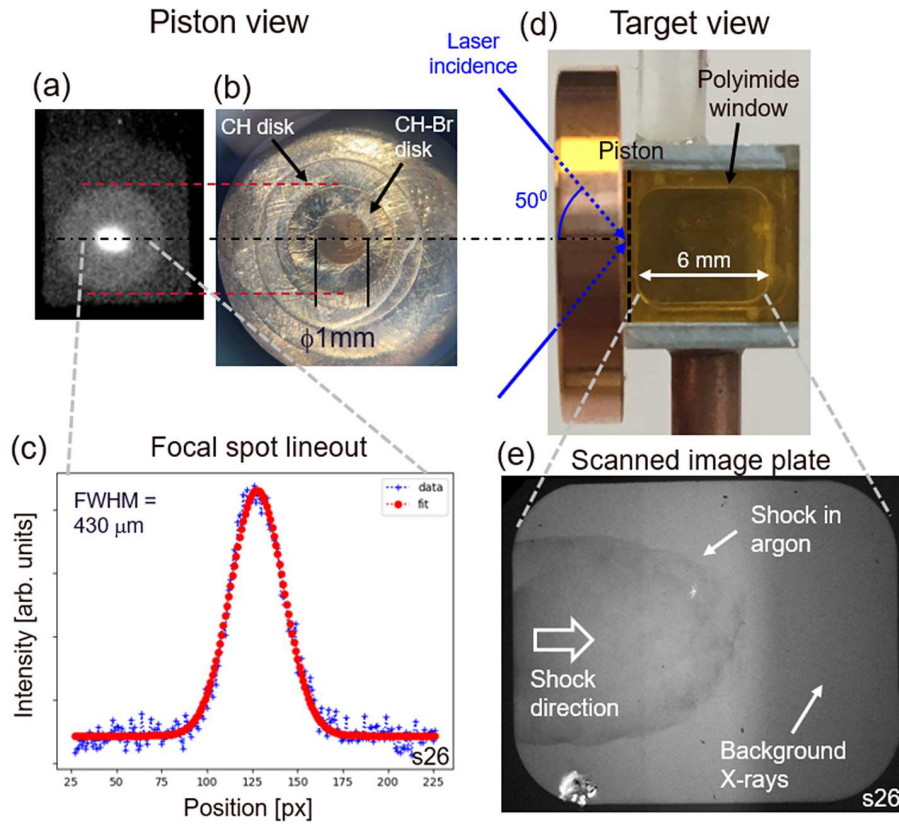 Piston view
Target view
(a)
(b)
CH disk
CH-Br
disk
ϕ1mm
(d)
Laser
incidence
Polyimide
window
Piston
50⁰
6 mm
(c)
Focal spot lineout
FWHM =
430 μm
data
fit
Intensity [arb. units]
s26
25
50
75
100
125
150
175
200
225
Position [px]
(e)
Scanned image plate
Shock in
argon
Shock
direction
Background
X-rays
s26